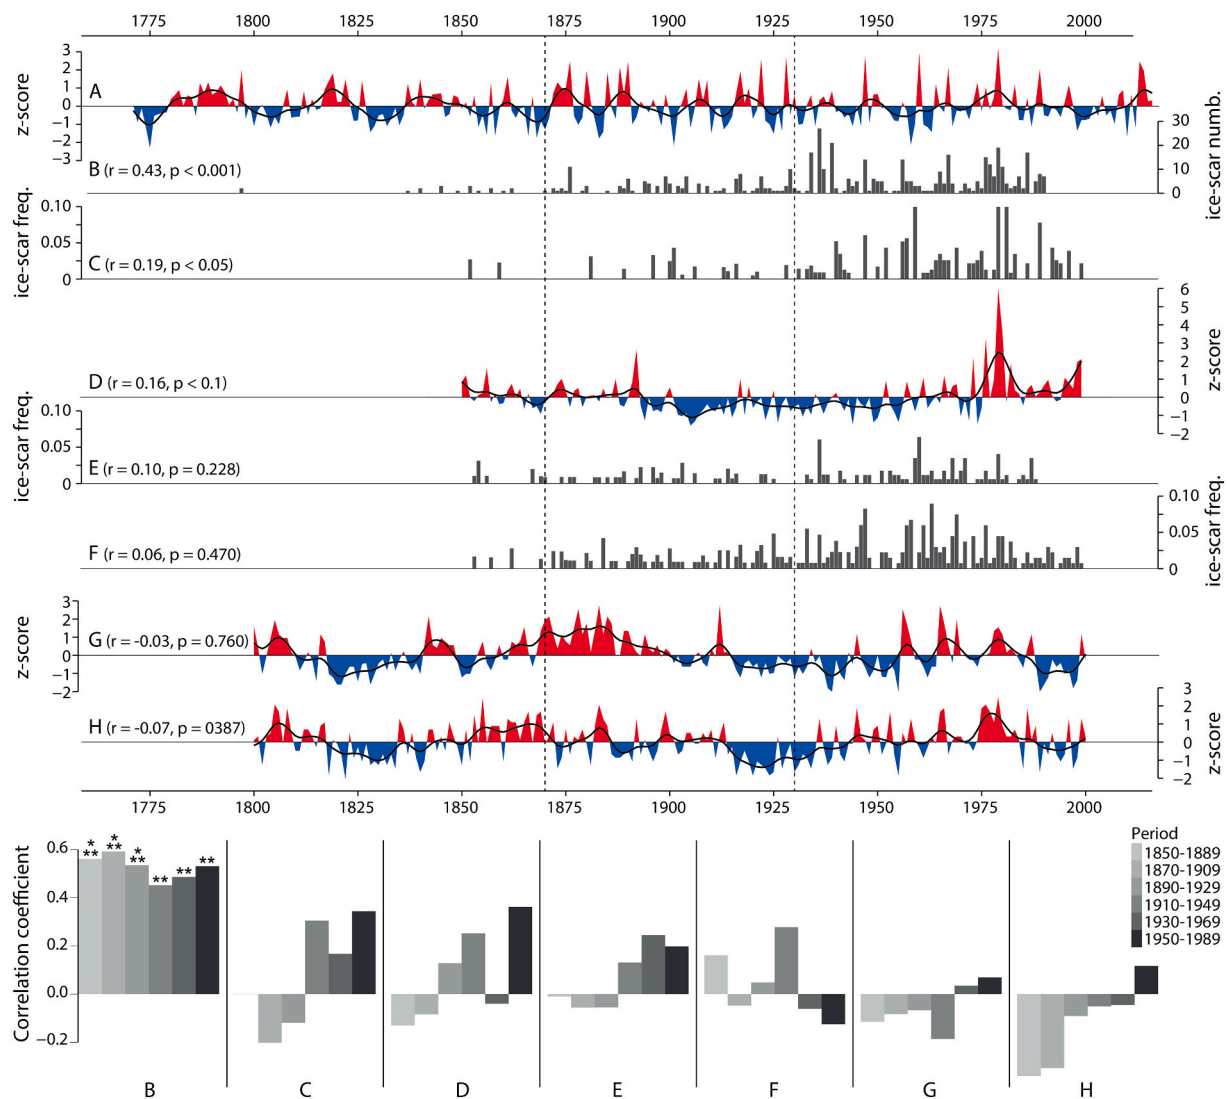 1775 1800 1825 1850 1875 1900 1925 1950 1975 2000
z-score
3
2
1
0
−1
−2
−3
A
ice-scar numb.
30
20
10
0
B (r = 0.43, p < 0.001)
ice-scar freq.
0.10
0.05
0
C (r = 0.19, p < 0.05)
z-score
6
5
4
3
2
1
0
−1
−2
D (r = 0.16, p < 0.1)
ice-scar freq.
0.10
0.05
0
E (r = 0.10, p = 0.228)
ice-scar freq.
0.10
0.05
0
F (r = 0.06, p = 0.470)
z-score
3
2
1
0
−1
−2
G (r = -0.03, p = 0.760)
z-score
3
2
1
0
−1
−2
H (r = -0.07, p = 0387)
1775 1800 1825 1850 1875 1900 1925 1950 1975 2000
Correlation coefficient
0.6
0.4
0.2
0.0
−0.2
* * *
** ** ** ** ** **
Period
1850-1889
1870-1909
1890-1929
1910-1949
1930-1969
1950-1989
B C D E F G H